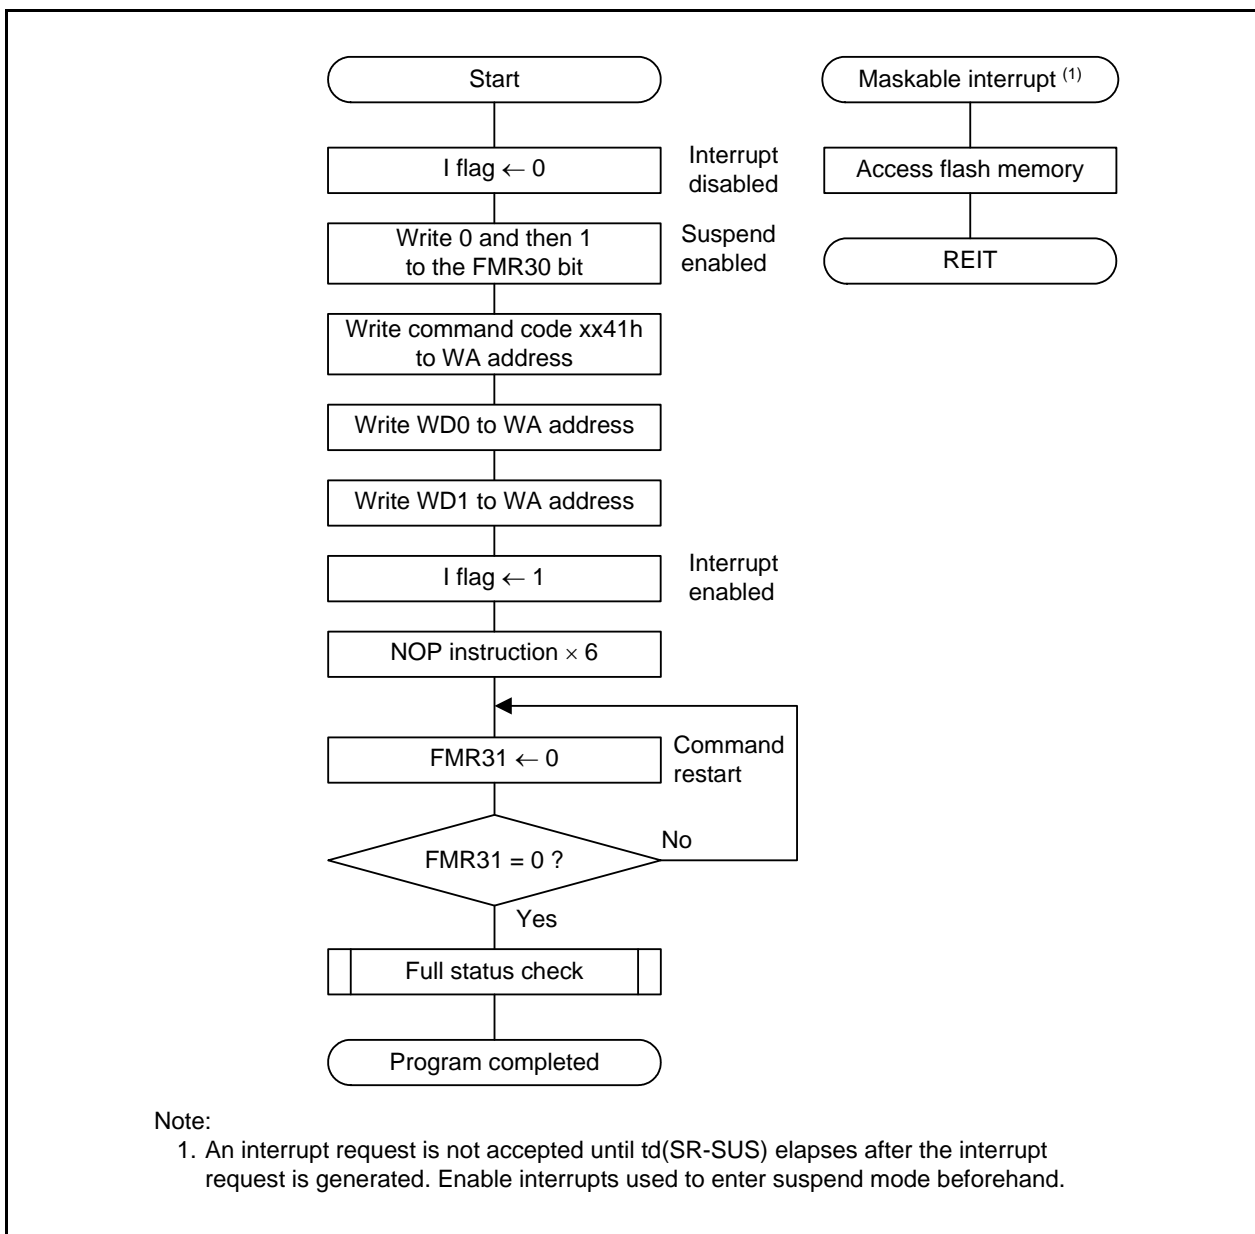 Start
I flag ← 0
Interrupt
disabled
Write 0 and then 1
to the FMR30 bit
Suspend
enabled
Write command code xx41h
to WA address
Write WD0 to WA address
Write WD1 to WA address
I flag ← 1
Interrupt
enabled
NOP instruction × 6
FMR31 ← 0
Command
restart
FMR31 = 0 ?
No
Yes
Full status check
Program completed
Maskable interrupt (1)
Access flash memory
REIT
Note:
1. An interrupt request is not accepted until td(SR-SUS) elapses after the interrupt
request is generated. Enable interrupts used to enter suspend mode beforehand.